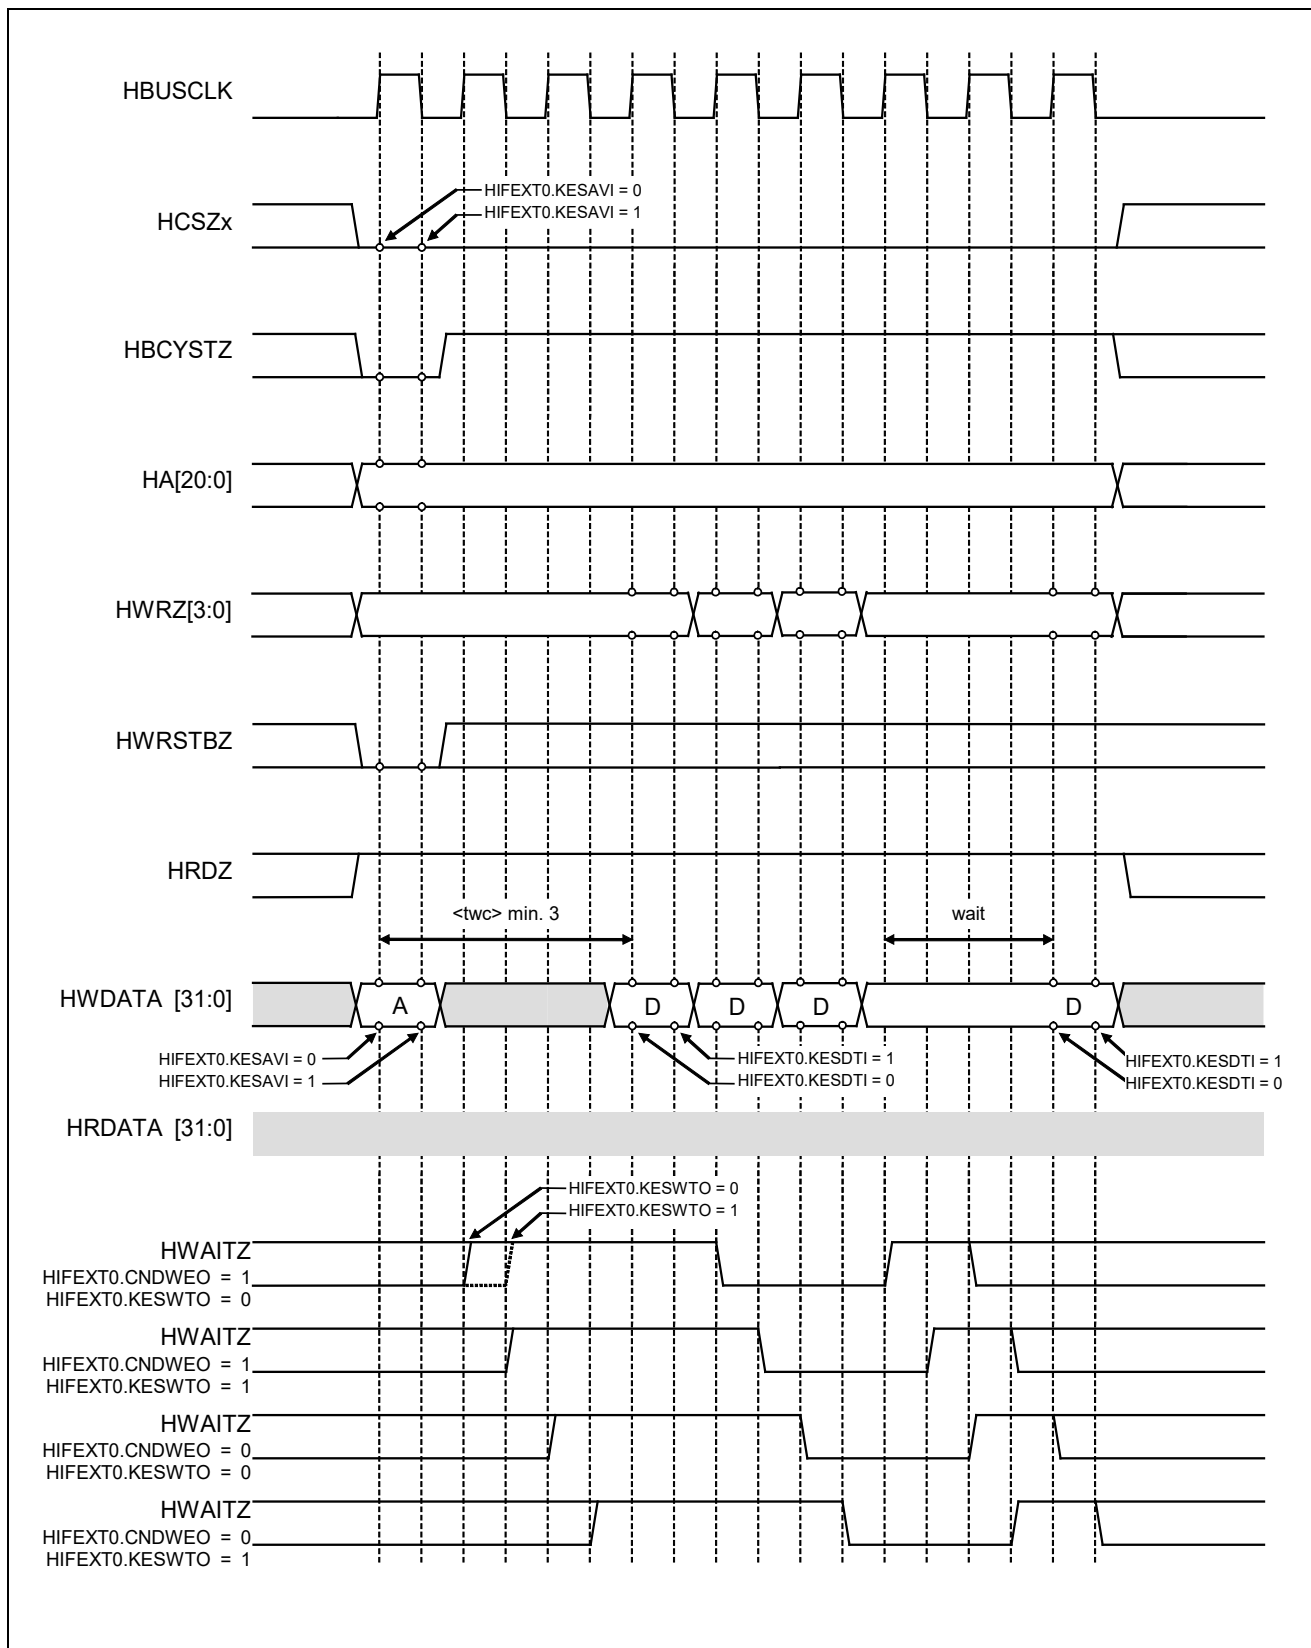 HBUSCLK
HIFEXT0.KESAVI = 0
HIFEXT0.KESAVI = 1
HCSZx
HBCYSTZ
HA[20:0]
HWRZ[3:0]
HWRSTBZ
HRDZ
<twc> min. 3
wait
HWDATA [31:0]
A
D
D
D
D
HIFEXT0.KESAVI = 0
HIFEXT0.KESAVI = 1
HIFEXT0.KESDTI = 1
HIFEXT0.KESDTI = 0
HIFEXT0.KESDTI = 1
HIFEXT0.KESDTI = 0
HRDATA [31:0]
HIFEXT0.KESWTO = 0
HIFEXT0.KESWTO = 1
HWAITZ
HIFEXT0.CNDWEO = 1
HIFEXT0.KESWTO = 0
HWAITZ
HIFEXT0.CNDWEO = 1
HIFEXT0.KESWTO = 1
HWAITZ
HIFEXT0.CNDWEO = 0
HIFEXT0.KESWTO = 0
HWAITZ
HIFEXT0.CNDWEO = 0
HIFEXT0.KESWTO = 1